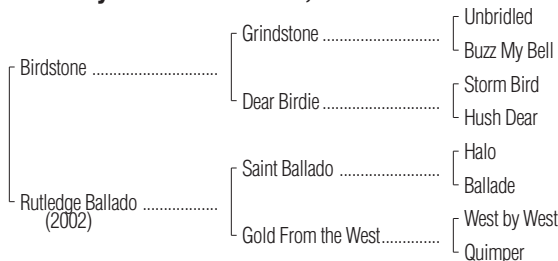 Unbridled
Grindstone ..............................
Buzz My Bell
Birdstone ................................
Storm Bird
Dear Birdie ..............................
Hush Dear
Halo
Saint Ballado ..........................
Ballade
Rutledge Ballado ...................
(2002)
West by West
Gold From the West...............
Quimper